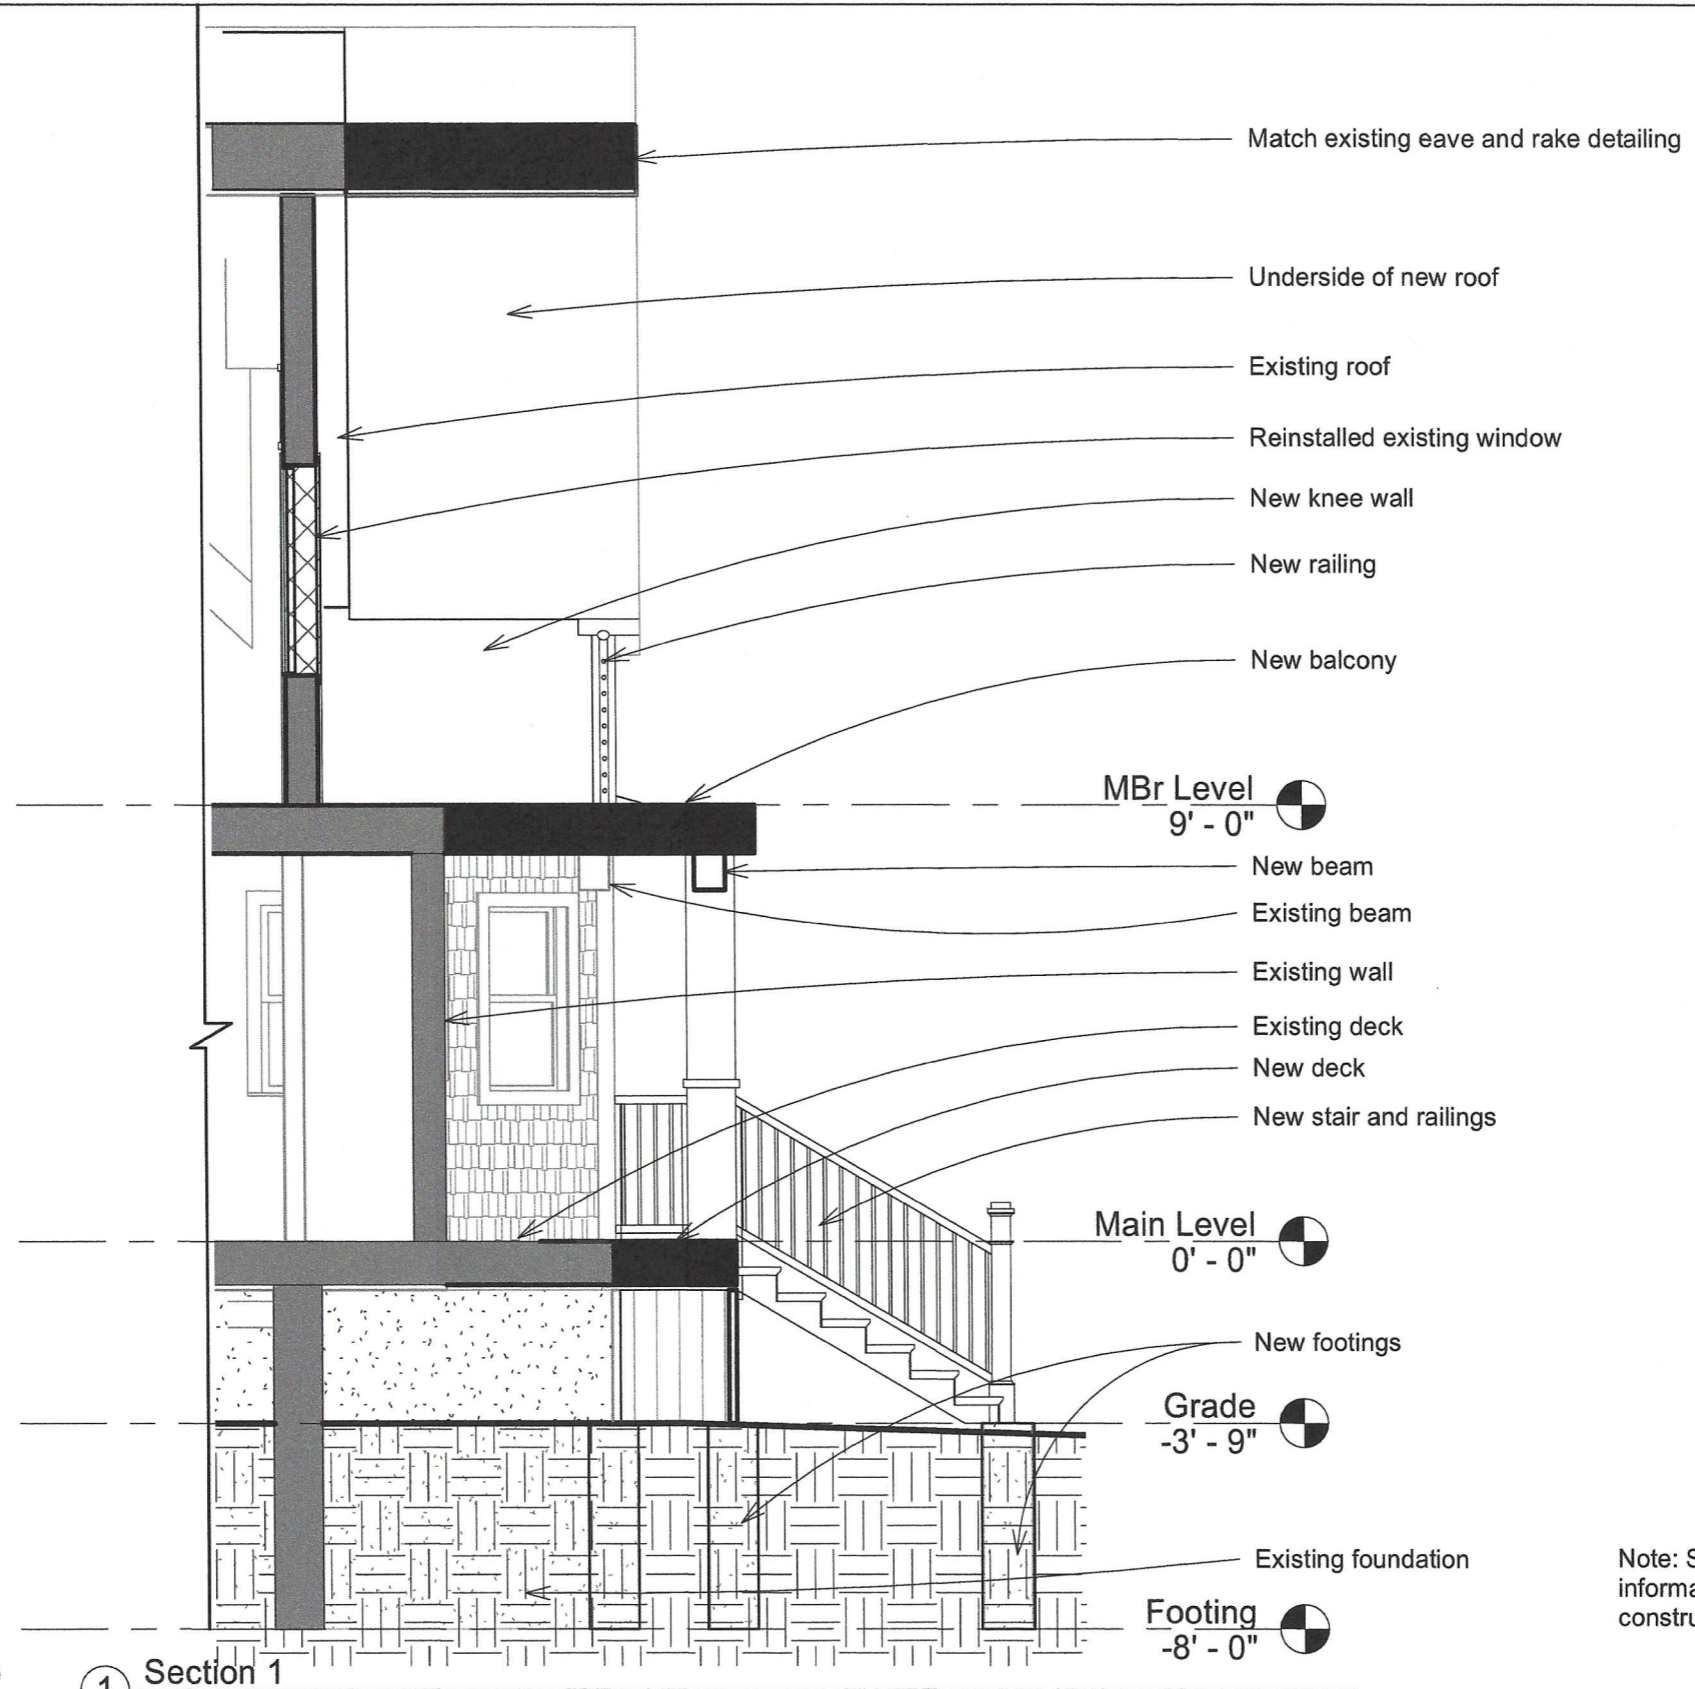 Match existing eave and rake detailing
Underside of new roof
Existing roof
Reinstalled existing window
New knee wall
New railing
New balcony
MBr Level
9' - 0"
New beam
Existing beam
Existing wall
Existing deck
New deck
New stair and railings
Main Level
0' - 0"
New footings
Grade
-3' - 9"
Existing foundation
Note:
Footing
-8' - 0"
1 Section 1